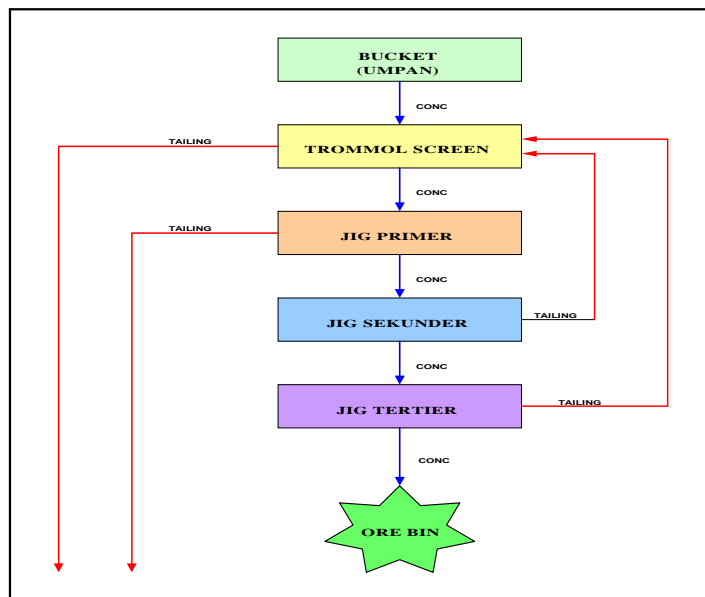 BUCKET
(UMPAN)
CONC
TAILING
TROMMOL SCREEN
CONC
TAILING
JIG PRIMER
CONC
JIG SEKUNDER
TAILING
CONC
JIG TERTIER
TAILING
CONC
ORE BIN